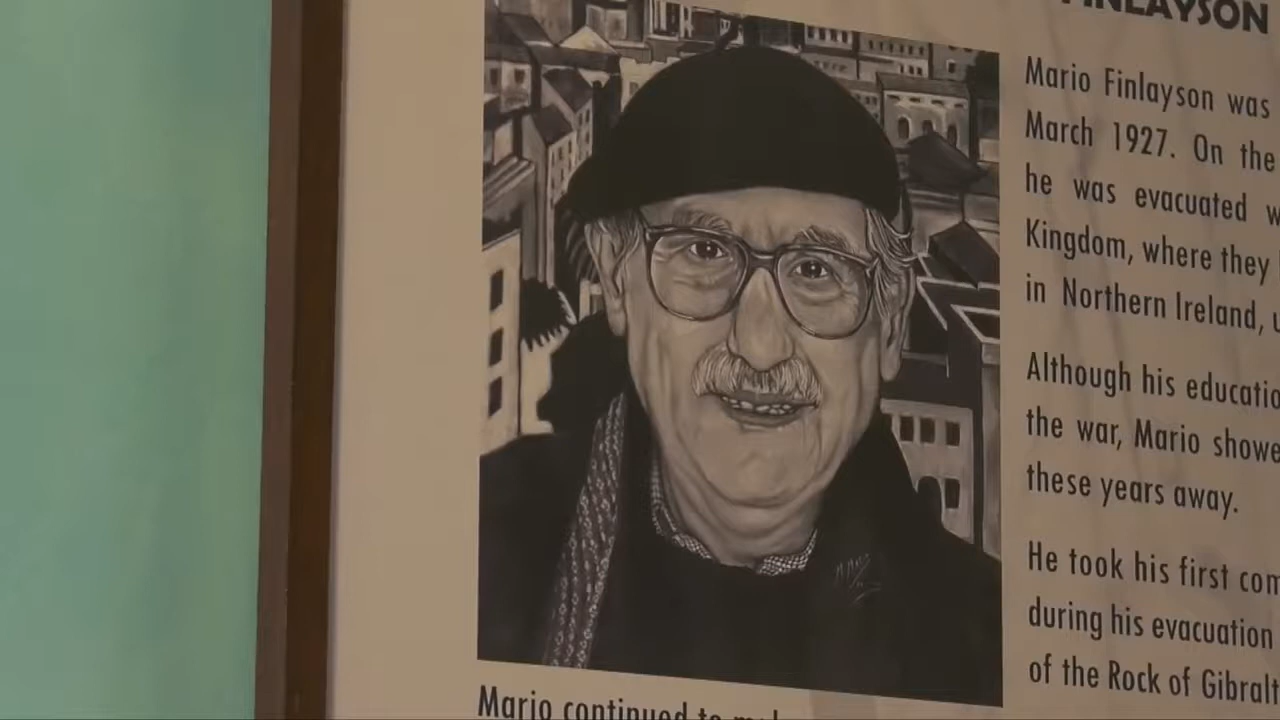 FINLAYSON
Mario Finlayson was
March 1927. On the
he was evacuated
Kingdom, where they
in Northern Ireland,
Although his educatio
the war, Mario showe
these years away.
He took his first com
during his evacuation
of the Rock of Gibralt
Mario continued to